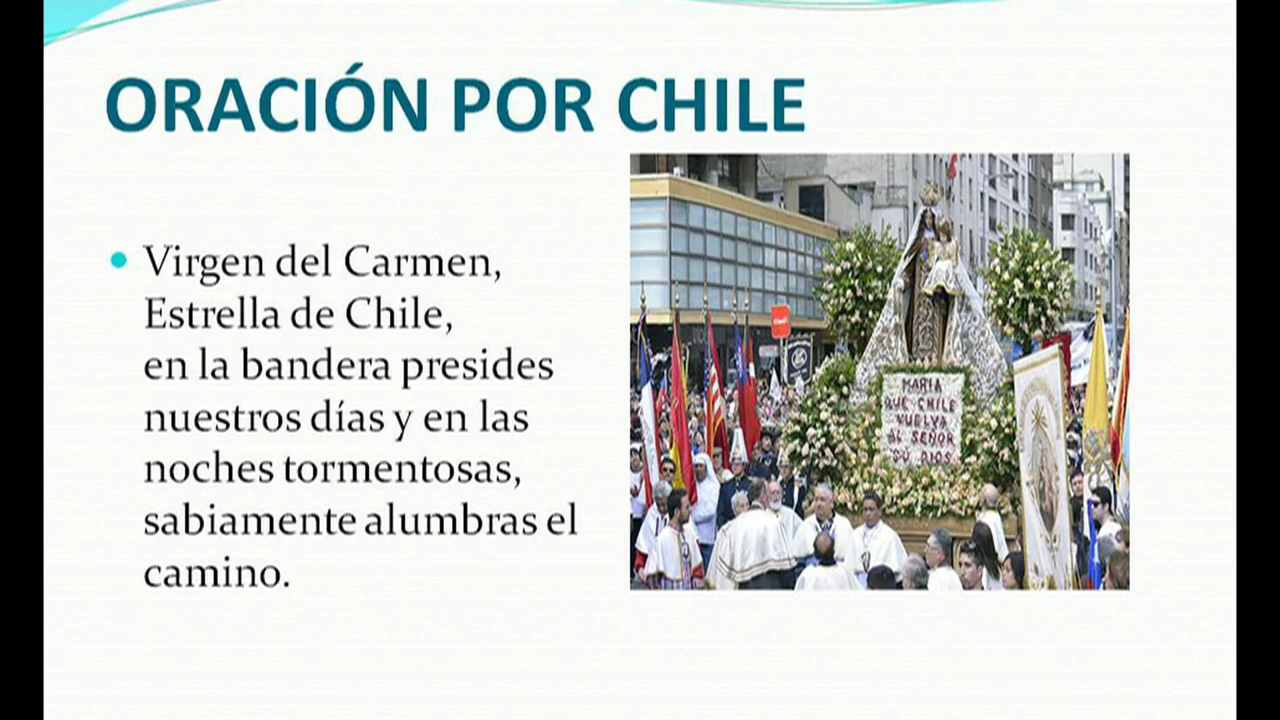 ORACIÓN POR CHILE
Virgen del Carmen,
Estrella de Chile,
en la bandera presides
nuestros días y en las
noches tormentosas,
sabiamente alumbras el
camino.
MARIA
QUE CHILE
VUELVA
AL SEÑOR
SU DIOS